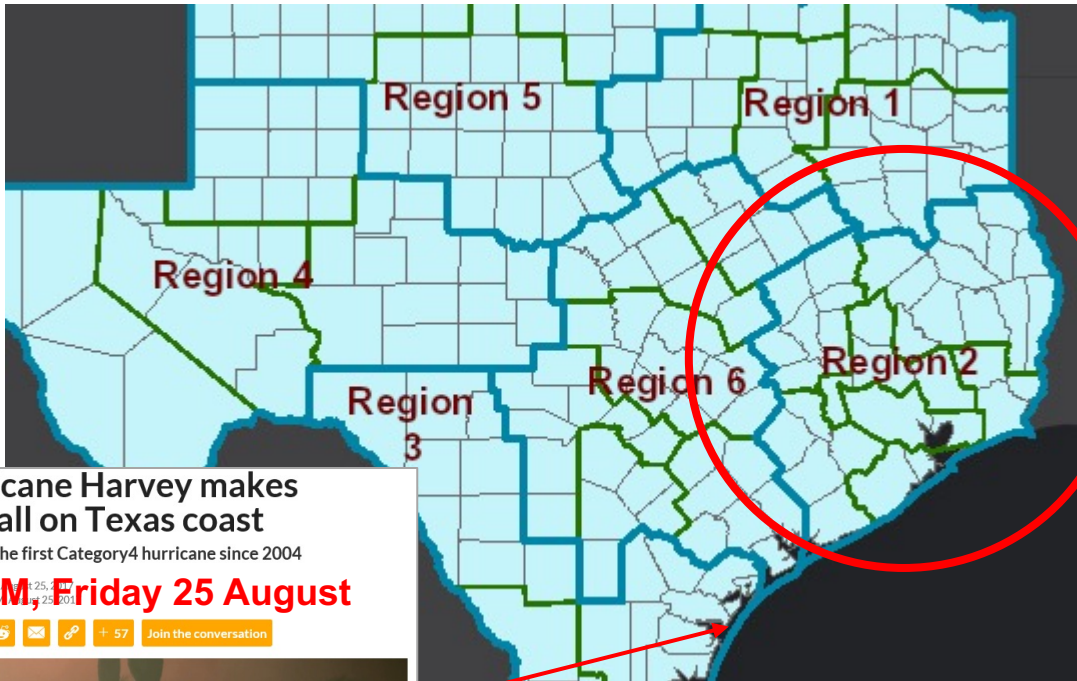 Region 5
Region 1
Region 4
Region 2
Region 6
Region
3
cane Harvey makes
all on Texas coast
he first Category4 hurricane since 2004
M, Friday 25 August
+ 57
Join the conversation